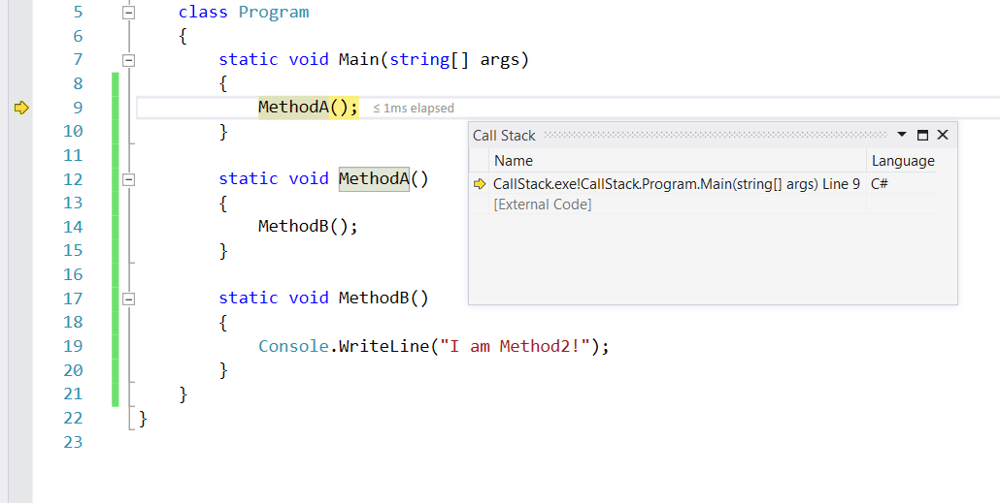 5 class Program
6 {
7 static void Main(string[] args)
8 {
9 MethodA(); ≤ 1ms elapsed
10 }
11
12 static void MethodA()
13 {
14 MethodB();
15 }
16
17 static void MethodB()
18 {
19 Console.WriteLine("I am Method2!");
20 }
21 }
22 }
23
Call Stack
Name Language
CallStack.exe!CallStack.Program.Main(string[] args) Line 9 C#
[External Code]